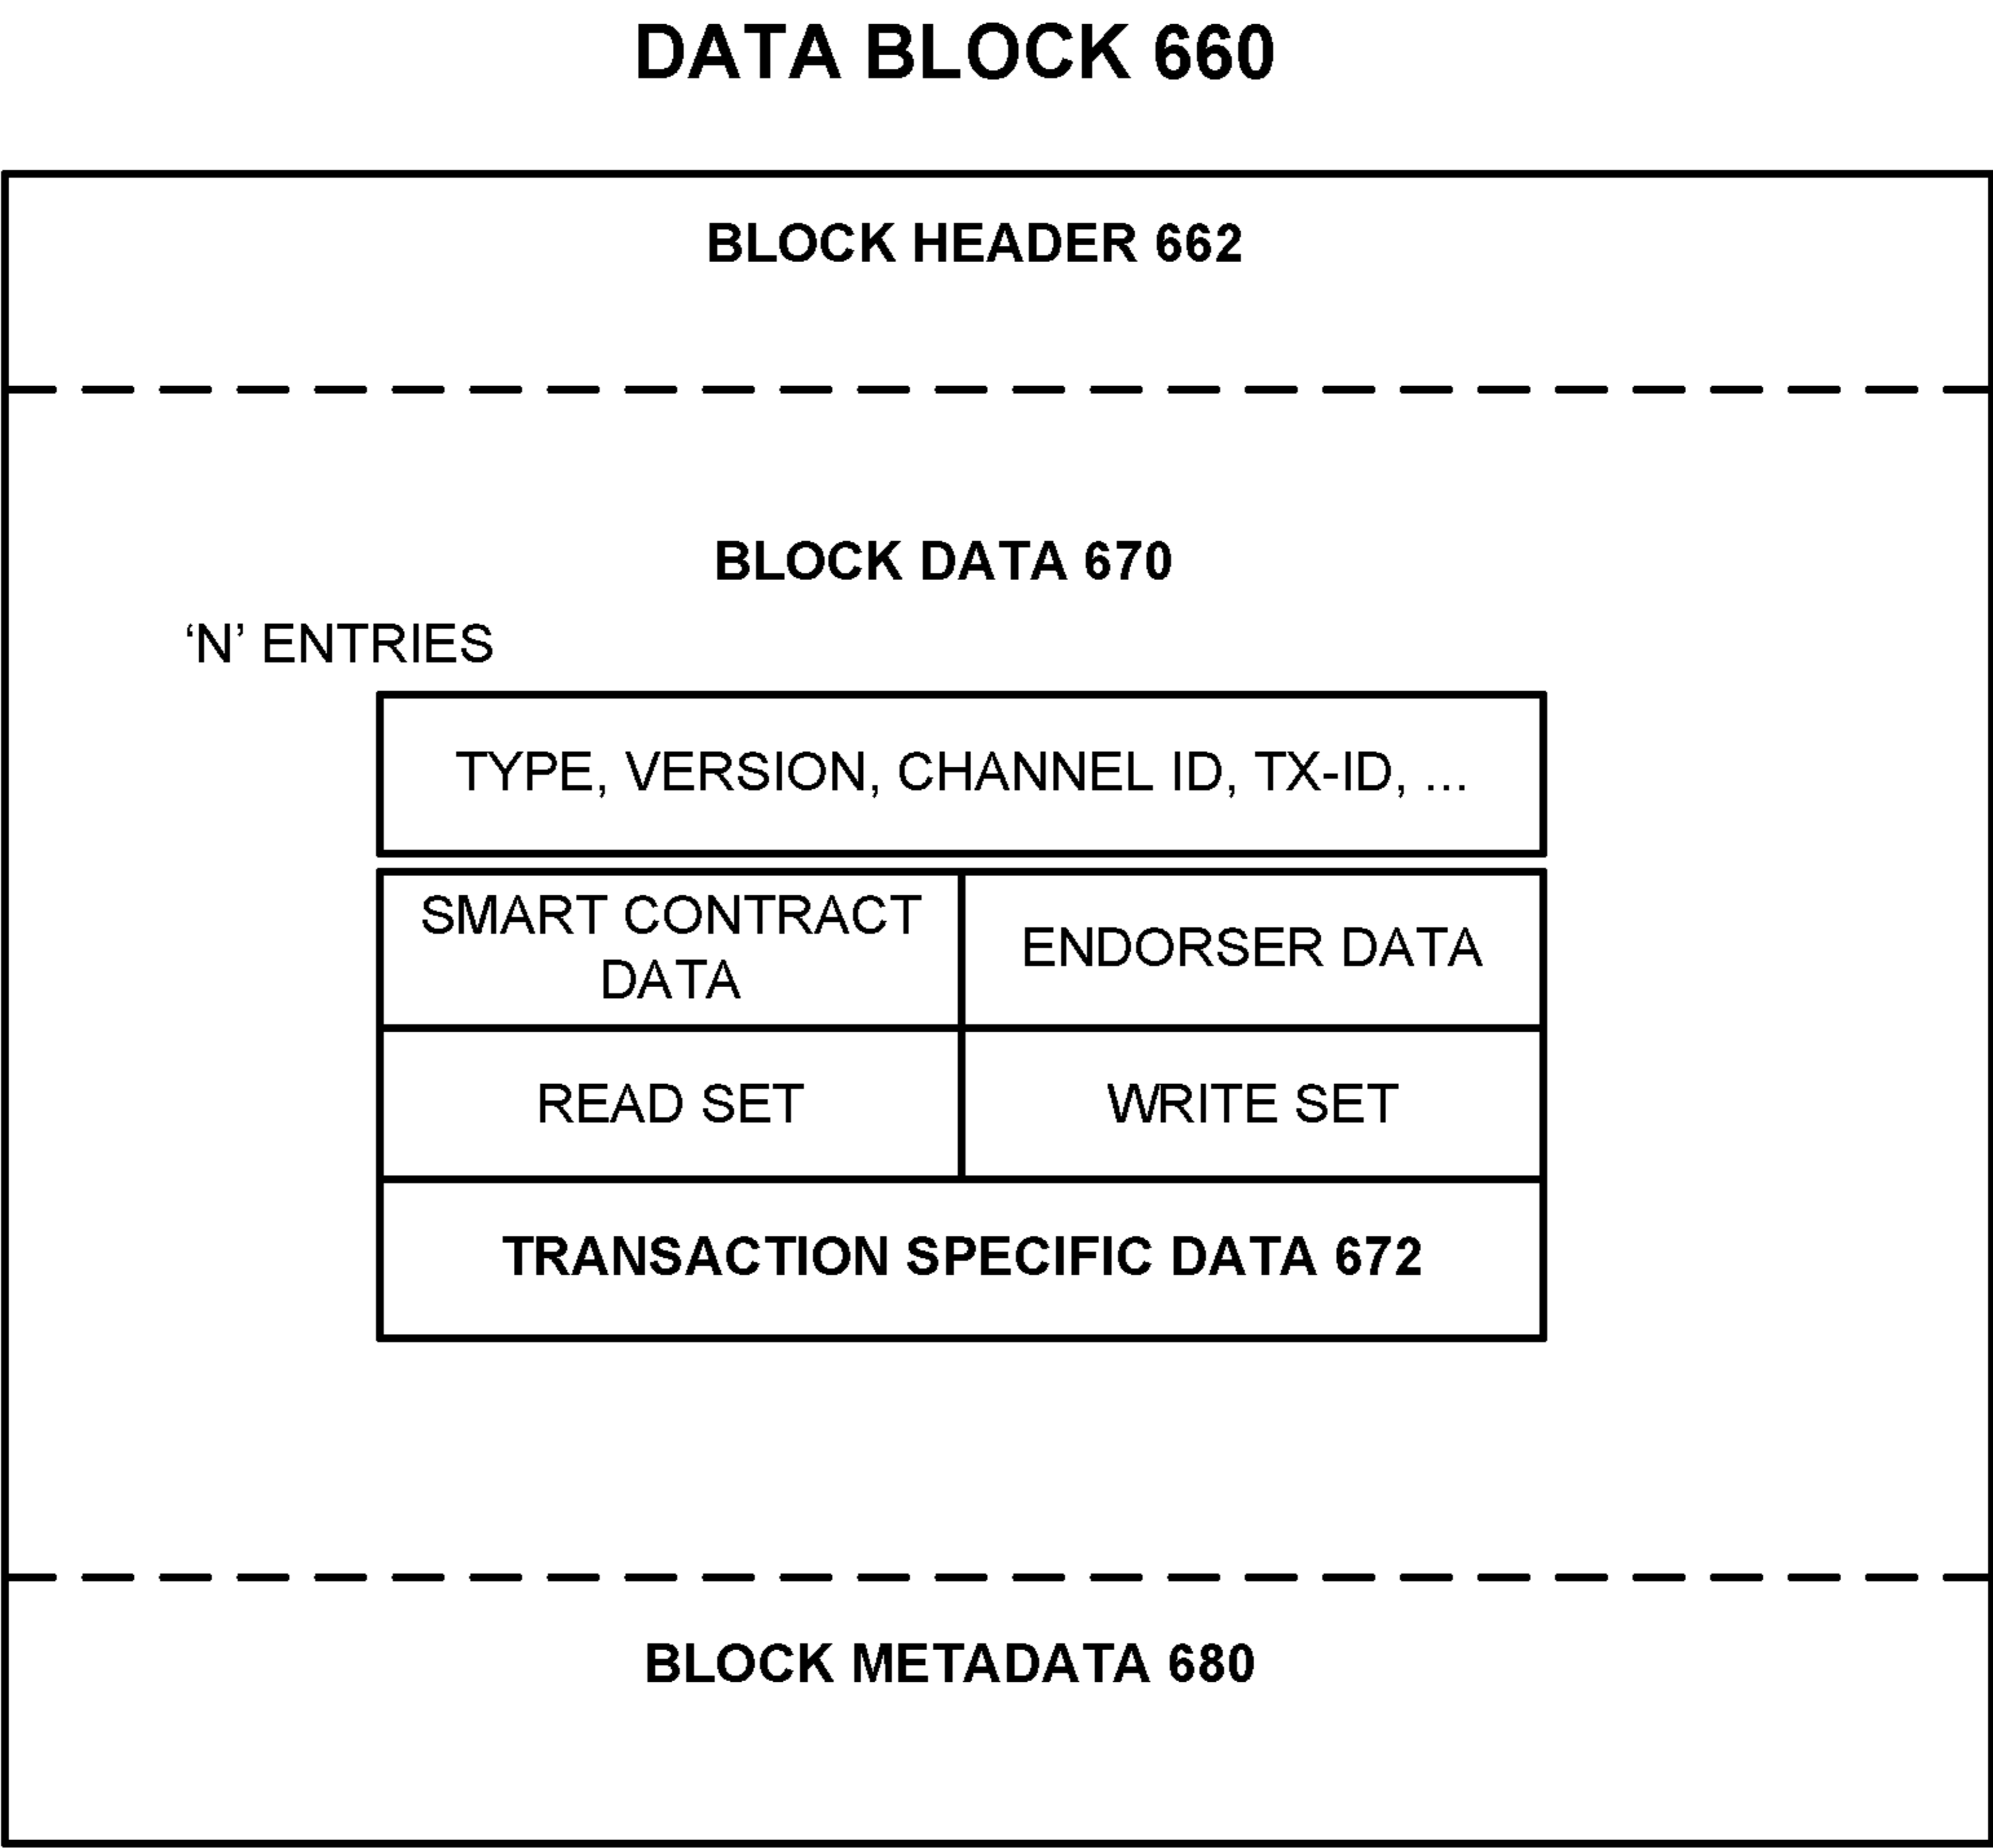 DATA BLOCK 660
BLOCK HEADER 662
BLOCK DATA 670
‘N’ ENTRIES
TYPE, VERSION, CHANNEL ID, TX-ID, ...
SMART CONTRACT
DATA
ENDORSER DATA
READ SET
WRITE SET
TRANSACTION SPECIFIC DATA 672
BLOCK METADATA 680